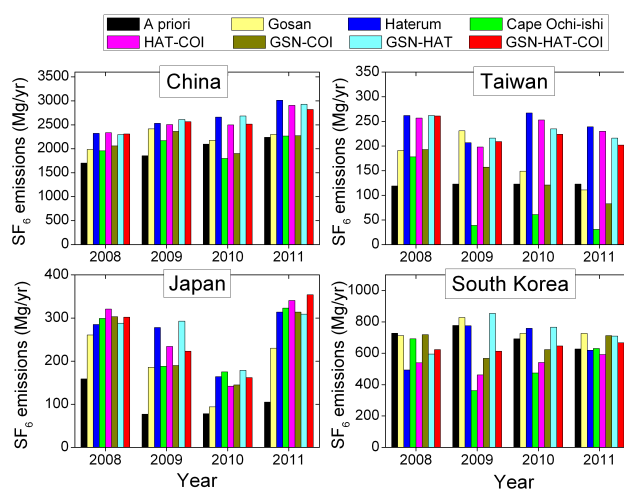 A priori Gosan Haterum Cape Ochi-ishi
HAT-COI GSN-COI GSN-HAT GSN-HAT-COI
China
SF6 emissions (Mg/yr)
3500
3000
2500
2000
1500
1000
500
0
2008 2009 2010 2011
Taiwan
SF6 emissions (Mg/yr)
350
300
250
200
150
100
50
0
2008 2009 2010 2011
Japan
SF6 emissions (Mg/yr)
400
300
200
100
0
2008 2009 2010 2011
Year
South Korea
SF6 emissions (Mg/yr)
1000
800
600
400
200
0
2008 2009 2010 2011
Year